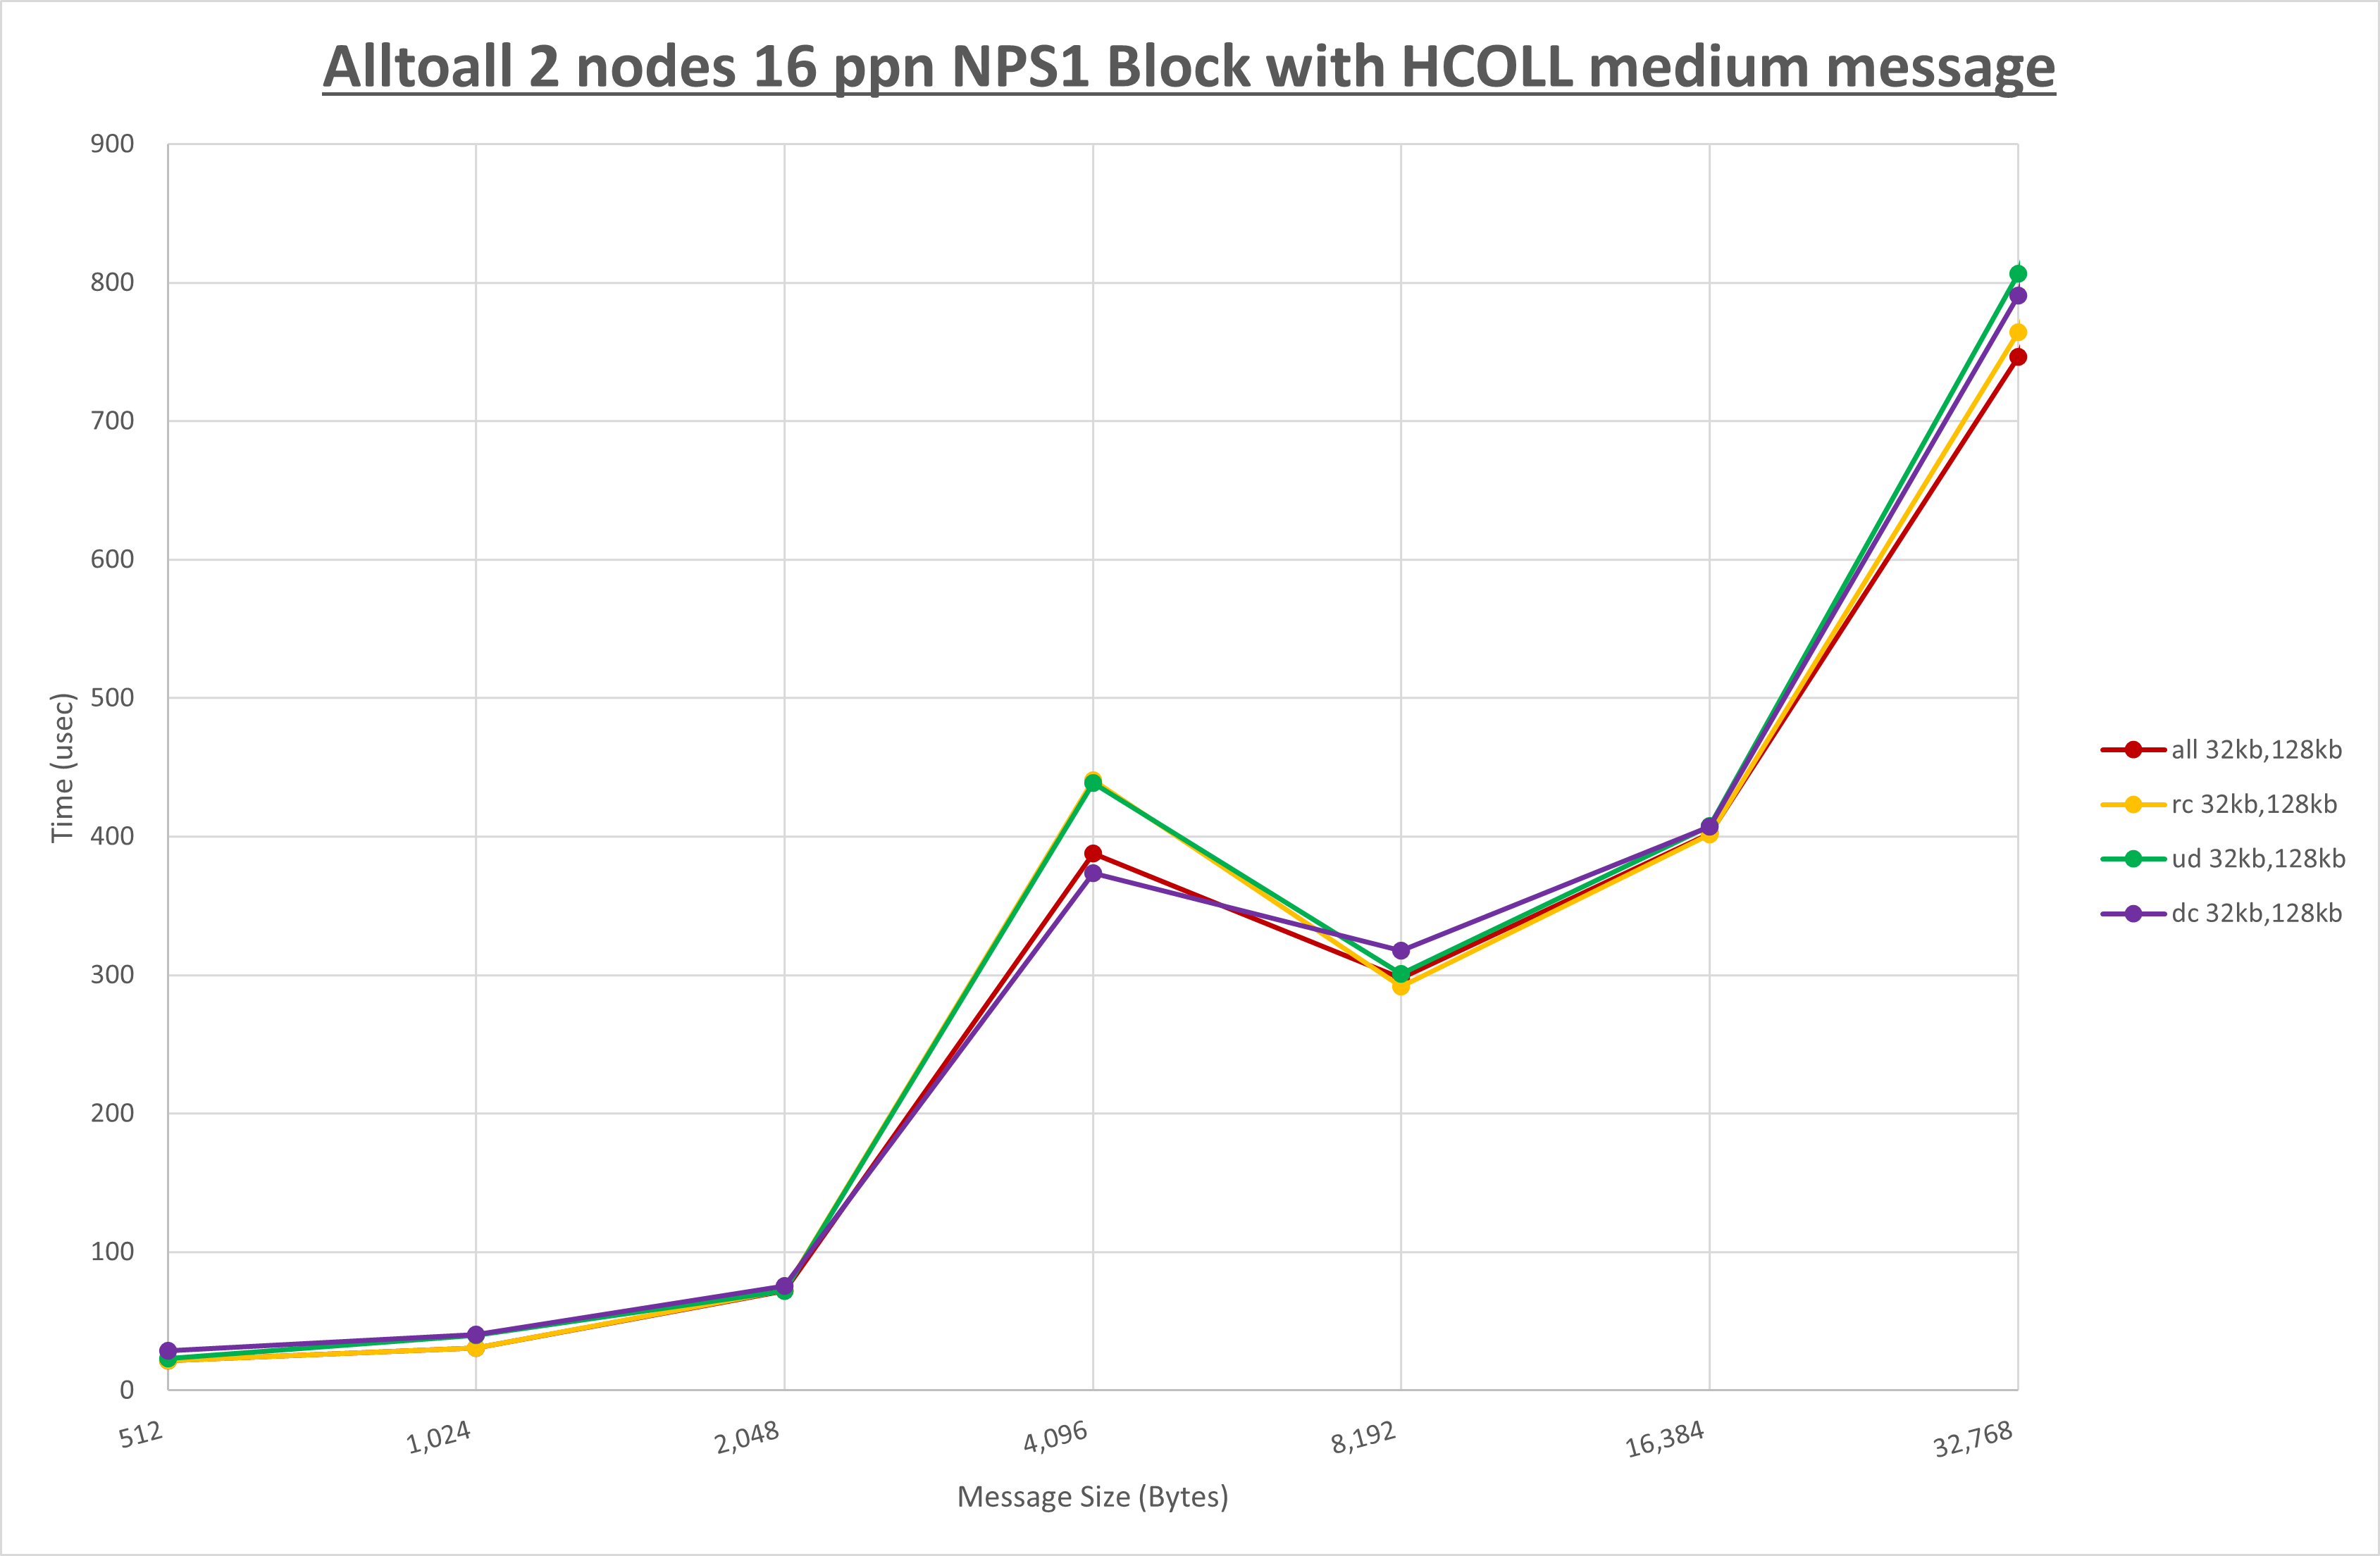 Alltoall 2 nodes 16 ppn NPS1 Block with HCOLL medium message
900
800
700
600
500
400
300
200
100
0
Time (usec)
512
1,024
2,048
4,096
8,192
16,384
32,768
Message Size (Bytes)
all 32kb,128kb
rc 32kb,128kb
ud 32kb,128kb
dc 32kb,128kb